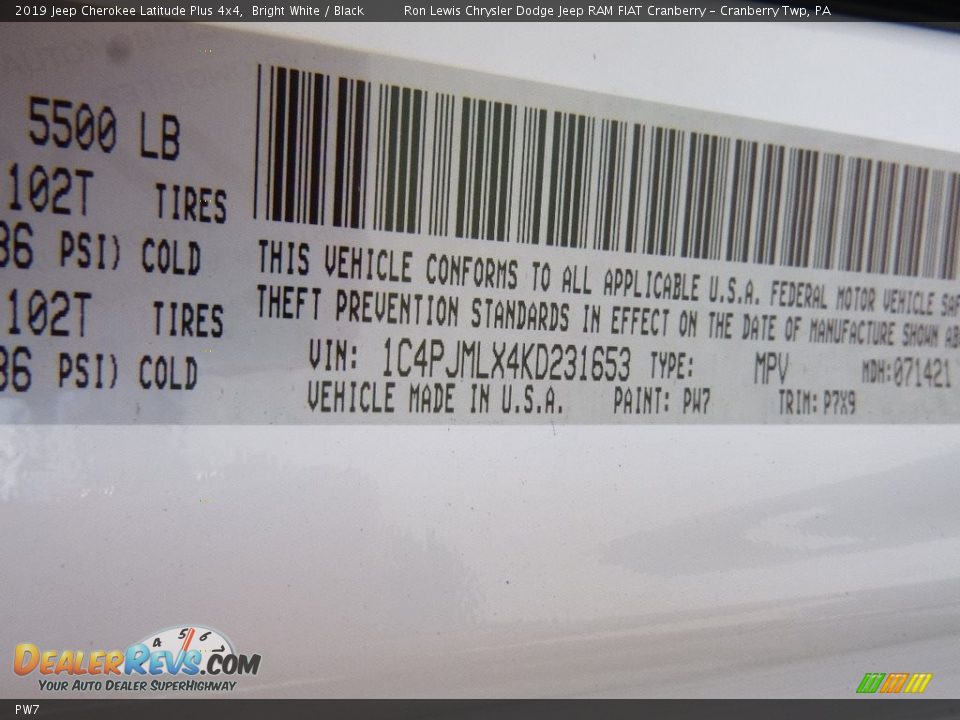 2019 Jeep Cherokee Latitude Plus 4x4, Bright White / Black Ron Lewis Chrysler Dodge Jeep RAM FIAT Cranberry - Cranberry Twp, PA
5500 LB
102T TIRES
PSI) COLD
102T TIRES
PSI) COLD
THIS VEHICLE CONFORMS TO ALL APPLICABLE U.S.A. FEDERAL MOTOR VEHICLE
THEFT PREVENTION STANDARDS IN EFFECT ON THE DATE OF MANUFACTURE SHOWN
VIN: 1C4PJMLX4KD231653 TYPE: MPV MDH:071421
VEHICLE MADE IN U.S.A. PAINT: PW7 TRIM: P7X9
4 5 6
DEALERREVS.COM
YOUR AUTO DEALER SUPERHIGHWAY
PW7